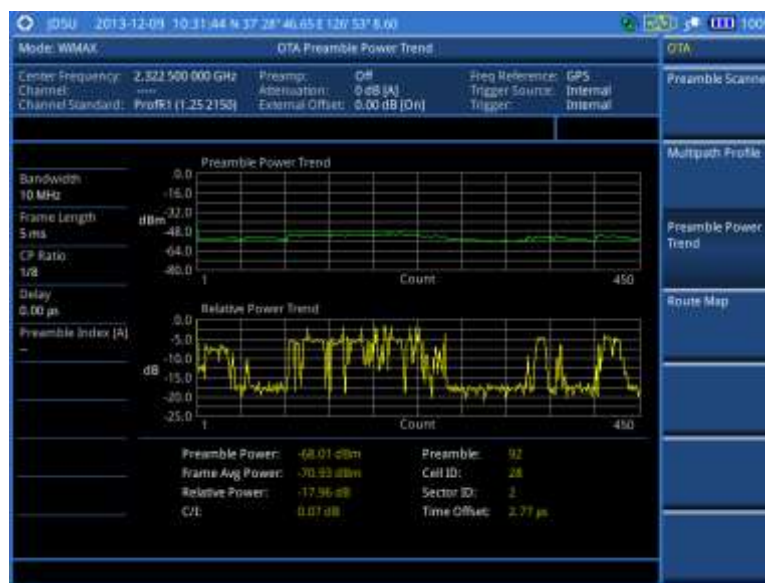 JDSU 2013-12-09 10:31:44 N 37 28' 46.65 E 126 53' 8.60 100%
Mode: WiMAX OTA Preamble Power Trend OTA
Center Frequency: 2.322 500 000 GHz Preamp: Off Freq Reference: GPS
Channel: ----- Attenuation: 0 dB [A] Trigger Source: Internal
Channel Standard: ProfR1 (1.25 2150) External Offset: 0.00 dB [On] Trigger: Internal
Preamble Scanne
Multipath Profile
Preamble Power Trend
Route Map
Bandwidth
10 MHz
Frame Length
5 ms
CP Ratio
1/8
Delay
0.00 µs
Preamble Index [A]
--
Preamble Power Trend
0.0
-16.0
-32.0
dBm
-48.0
-64.0
-80.0
1 Count 450
Relative Power Trend
0.0
-5.0
-10.0
dB
-15.0
-20.0
-25.0
1 Count 450
Preamble Power: -68.01 dBm Preamble: 92
Frame Avg Power: -70.93 dBm Cell ID: 28
Relative Power: -17.96 dB Sector ID: 2
C/I: 0.07 dB Time Offset: 2.77 µs